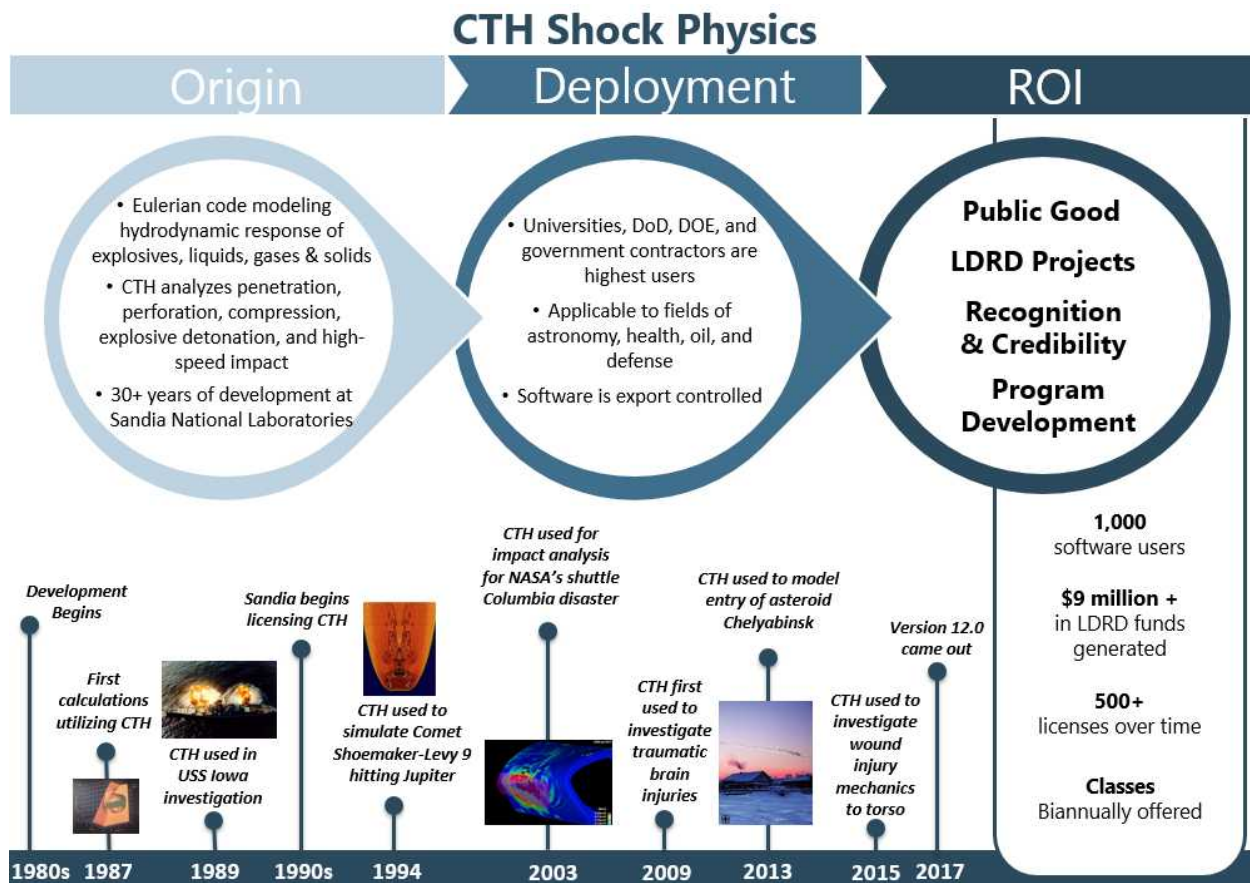 CTH Shock Physics
Origin
Deployment
ROI
• Eulerian code modeling
hydrodynamic response of
explosives, liquids, gases & solids
• CTH analyzes penetration,
perforation, compression,
explosive detonation, and high-
speed impact
• 30+ years of development at
Sandia National Laboratories
• Universities, DoD, DOE, and
government contractors are
highest users
• Applicable to fields of
astronomy, health, oil, and
defense
• Software is export controlled
Public Good
LDRD Projects
Recognition
& Credibility
Program
Development
1,000
software users
$9 million +
in LDRD funds
generated
500+
licenses over time
Classes
Biannually offered
Development
Begins
First
calculations
utilizing CTH
CTH used in
USS Iowa
investigation
Sandia begins
licensing CTH
CTH used to
simulate Comet
Shoemaker-Levy 9
hitting Jupiter
CTH used for
impact analysis
for NASA's shuttle
Columbia disaster
CTH first
used to
investigate
traumatic
brain
injuries
CTH used to model
entry of asteroid
Chelyabinsk
CTH used to
investigate
wound
injury
mechanics
to torso
Version 12.0
came out
1980s
1987
1989
1990s
1994
2003
2009
2013
2015
2017